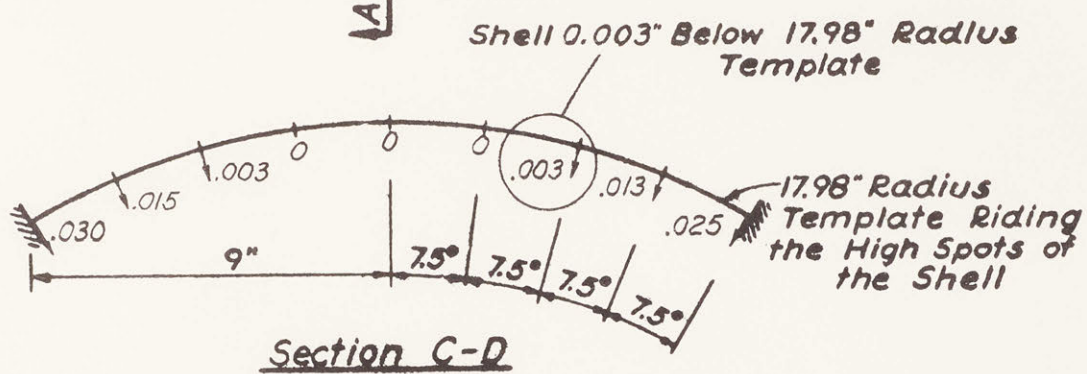 A
Shell 0.003" Below 17.98" Radius
Template
0
0
0
.003
.003
.015
.013
.030
.025
17.98" Radius
Template Riding
the High Spots of
the Shell
9"
7.5°
7.5°
7.5°
7.5°
Section C-D